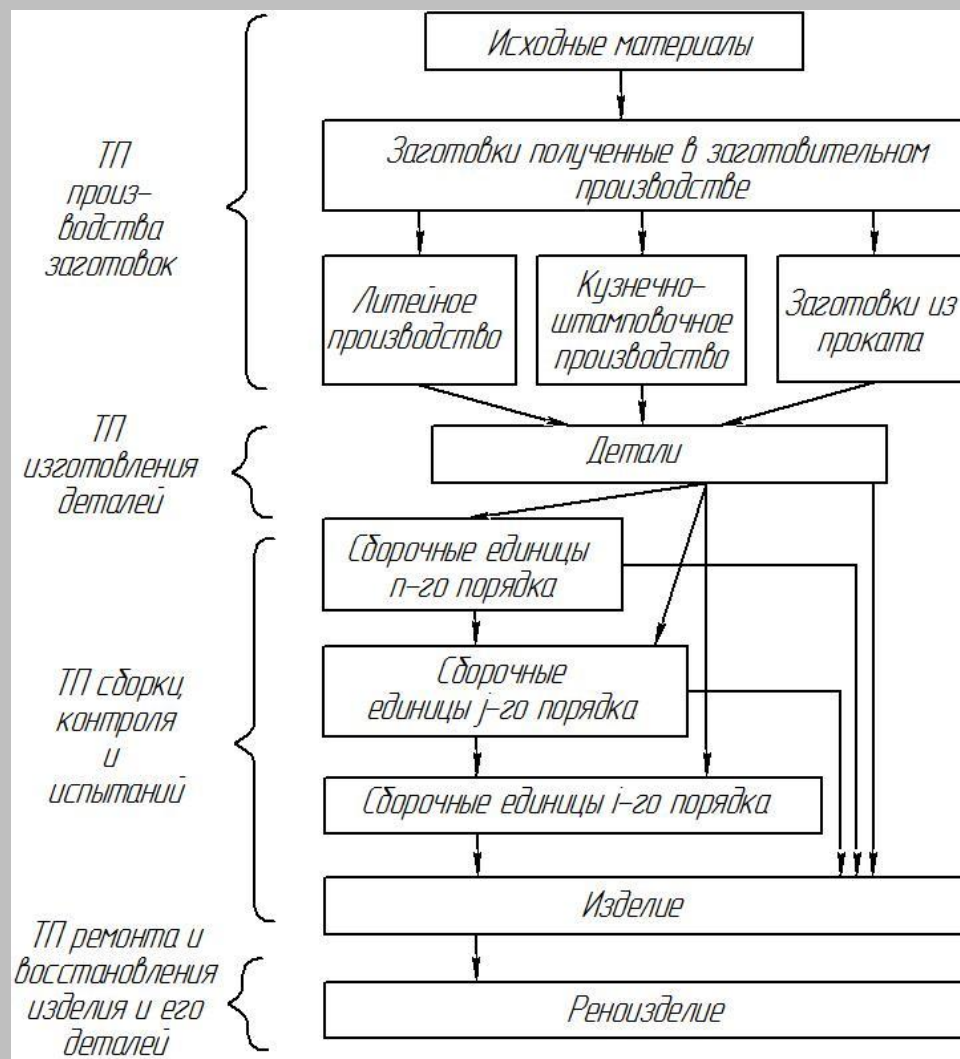 Исходные материалы
Заготовки полученные в заготовительном
производстве
ТП
произ-
водства
заготовок
Литейное
производство
Кузнечно-
штамповочное
производство
Заготовки из
проката
ТП
изготовления
деталей
Детали
Сборочные единицы
n-го порядка
ТП сборки,
контроля
и
испытаний
Сборочные
единицы j-го порядка
Сборочные единицы i-го порядка
Изделие
ТП ремонта и
восстановления
изделия и его
деталей
Реноизделие